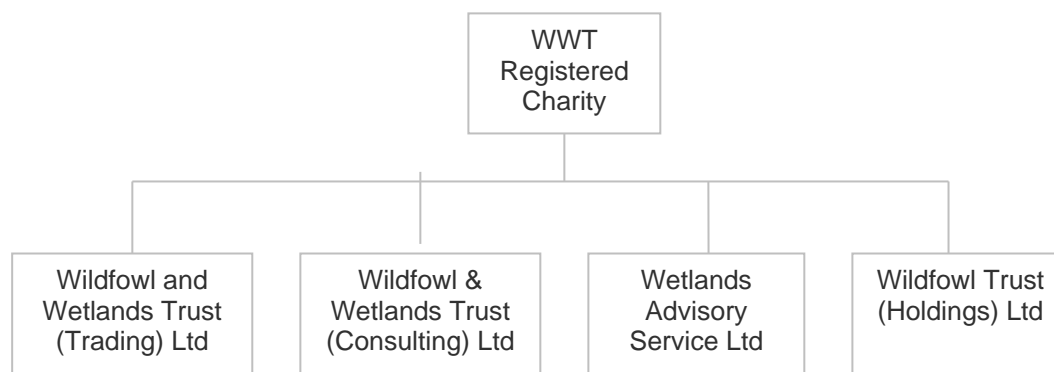 WWT
Registered
Charity
Wildfowl and
Wetlands Trust
(Trading) Ltd
Wildfowl &
Wetlands Trust
(Consulting) Ltd
Wetlands
Advisory
Service Ltd
Wildfowl Trust
(Holdings) Ltd